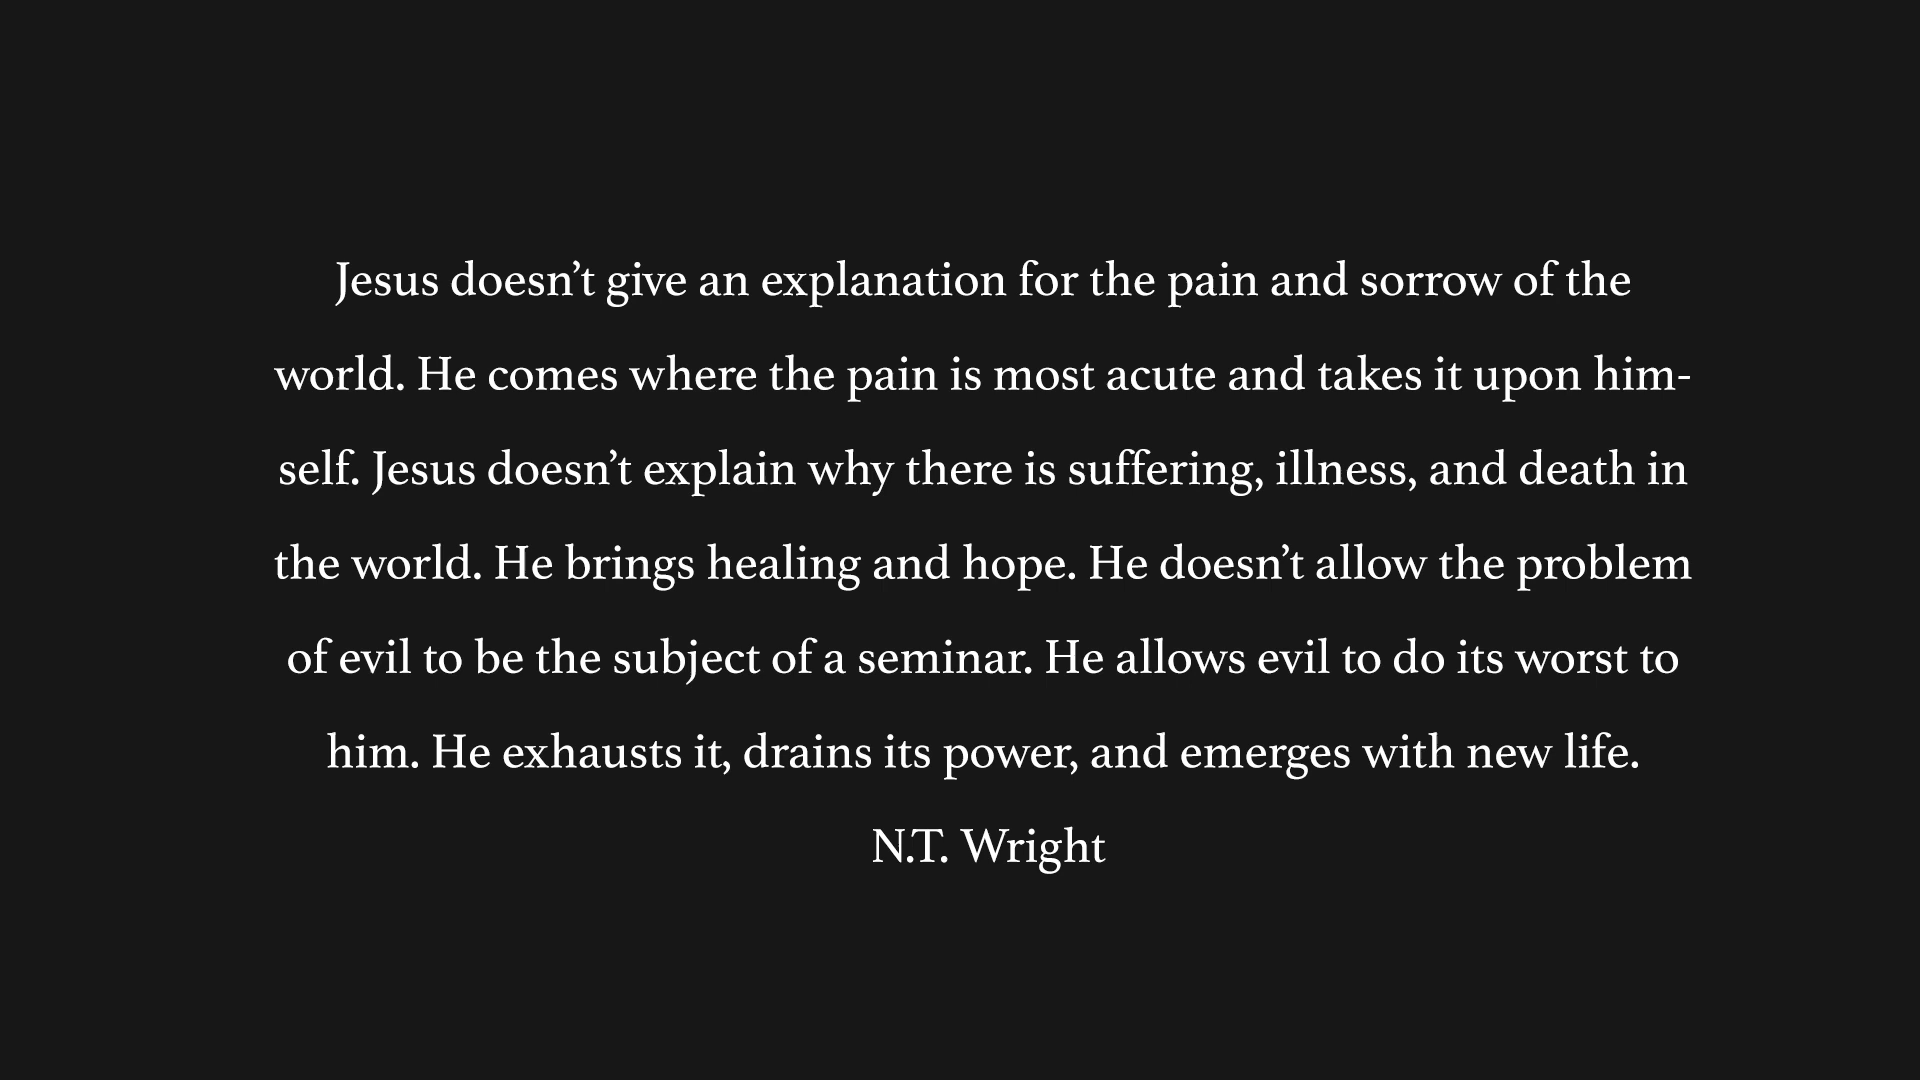 Jesus doesn’t give an explanation for the pain and sorrow of the
world. He comes where the pain is most acute and takes it upon him-
self. Jesus doesn’t explain why there is suffering, illness, and death in
the world. He brings healing and hope. He doesn’t allow the problem
of evil to be the subject of a seminar. He allows evil to do its worst to
him. He exhausts it, drains its power, and emerges with new life.
N.T. Wright